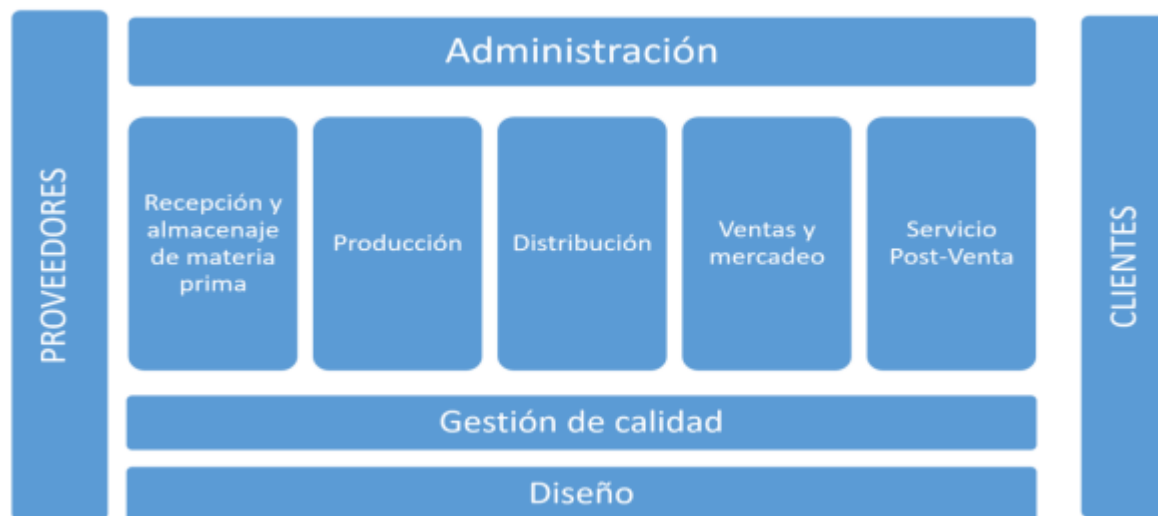 PROVEEDORES
Administración
Recepción y
almacenaje
de materia
prima
Producción
Distribución
Ventas y
mercadeo
Servicio
Post-Venta
Gestión de calidad
Diseño
CLIENTES